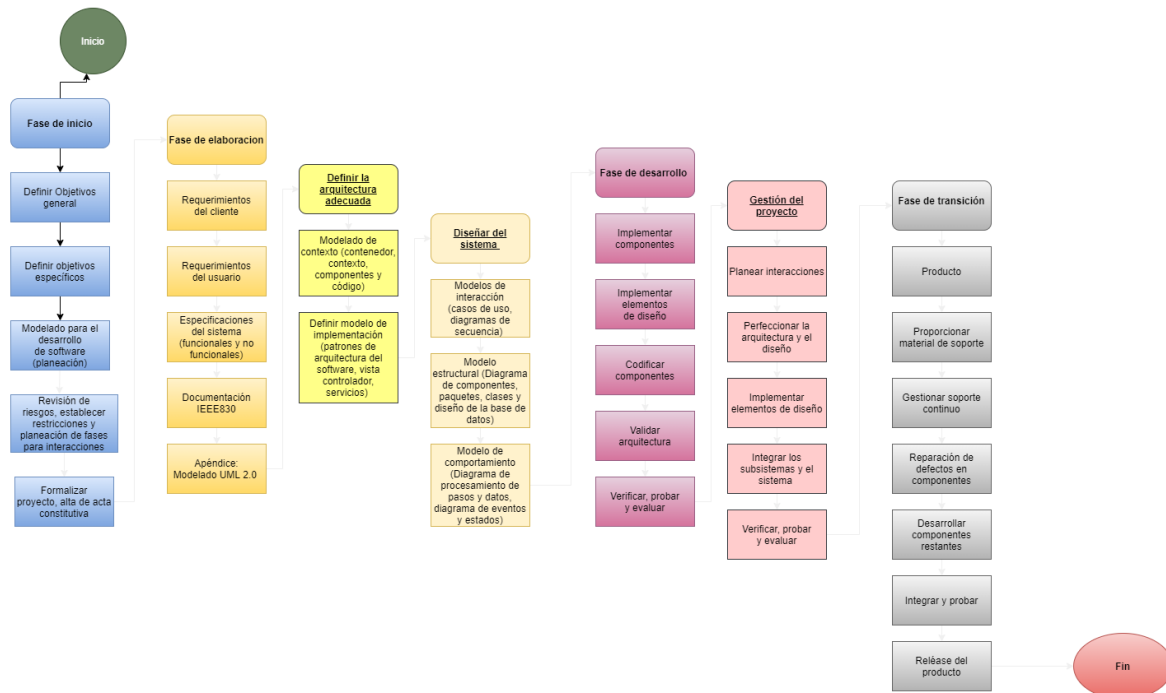 Inicio
Fase de inicio
Definir Objetivos
general
Definir objetivos
específicos
Modelado para el
desarrollo
de software
(planeación)
Revisión de
riesgos, establecer
restricciones y
planeación de fases
para interacciones
Formalizar
proyecto, alta de acta
constitutiva
Fase de elaboracion
Requerimientos
del cliente
Requerimientos
del usuario
Especificaciones
del sistema
(funcionales y no
funcionales)
Documentación
IEEE830
Apéndice:
Modelado UML 2.0
Definir la
arquitectura
adecuada
Modelado de
contexto (contenedor,
contexto,
componentes y
código)
Definir modelo de
implementación
(patrones de
arquitectura del
software, vista
controlador,
servicios)
Diseñar del
sistema
Modelos de
interacción
(casos de uso,
diagramas de
secuencia)
Modelo
estructural (Diagrama
de componentes,
paquetes, clases y
diseño de la base de
datos)
Modelo de
comportamiento
(Diagrama de
procesamiento de
pasos y datos,
diagrama de eventos
y estados)
Fase de desarrollo
Implementar
componentes
Implementar
elementos
de diseño
Codificar
componentes
Validar
arquitectura
Verificar, probar
y evaluar
Gestión del
proyecto
Planear interacciones
Perfeccionar la
arquitectura y el
diseño
Implementar
elementos de diseño
Integrar los
subsistemas y el
sistema
Verificar, probar
y evaluar
Fase de transición
Producto
Proporcionar
material de soporte
Gestionar soporte
continuo
Reparación de
defectos en
componentes
Desarrollar
componentes
restantes
Integrar y probar
Reléase del
producto
Fin